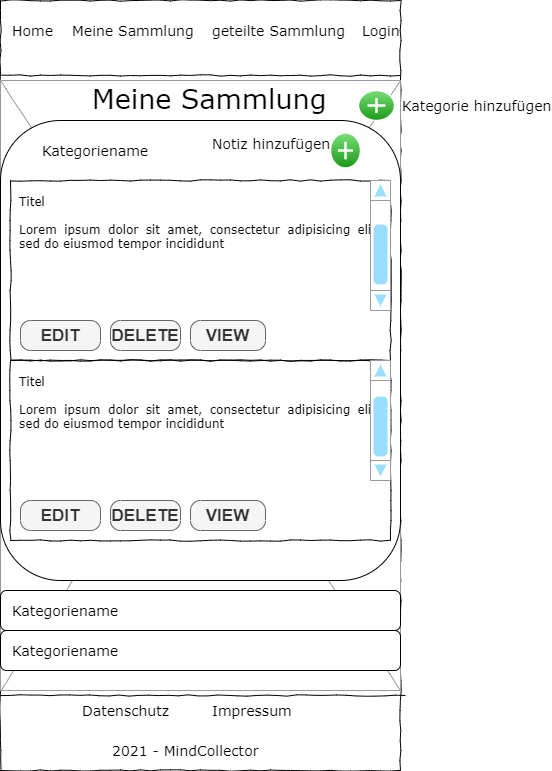 Home Meine Sammlung geteilte Sammlung Login
Meine Sammlung
Kategorie hinzufügen
Kategoriename
Notiz hinzufügen
Titel
Lorem ipsum dolor sit amet, consectetur adipisicing eli
sed do eiusmod tempor incididunt
EDIT DELETE VIEW
Titel
Lorem ipsum dolor sit amet, consectetur adipisicing eli
sed do eiusmod tempor incididunt
EDIT DELETE VIEW
Kategoriename
Kategoriename
Datenschutz Impressum
2021 - MindCollector